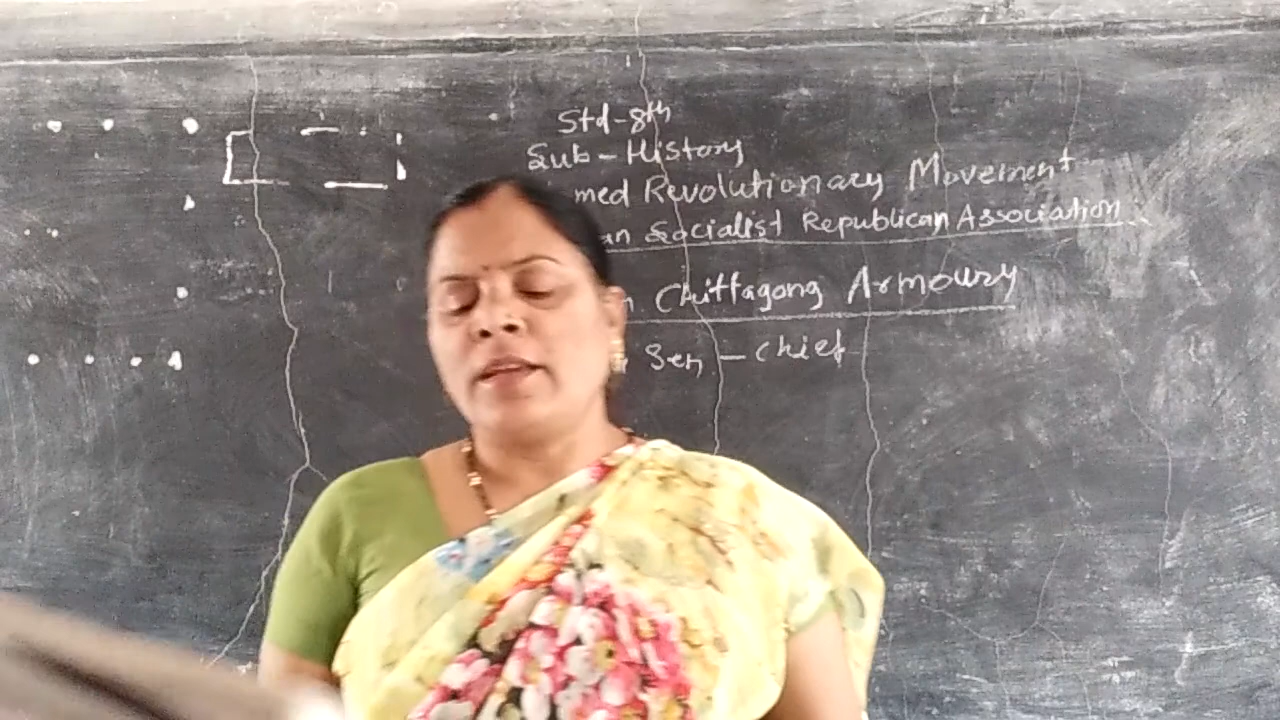 Std-8th
Sub - History
med Revolutionary Movement
an Socialist Republican Association.
n Chittagong Armoury
Sen - chief